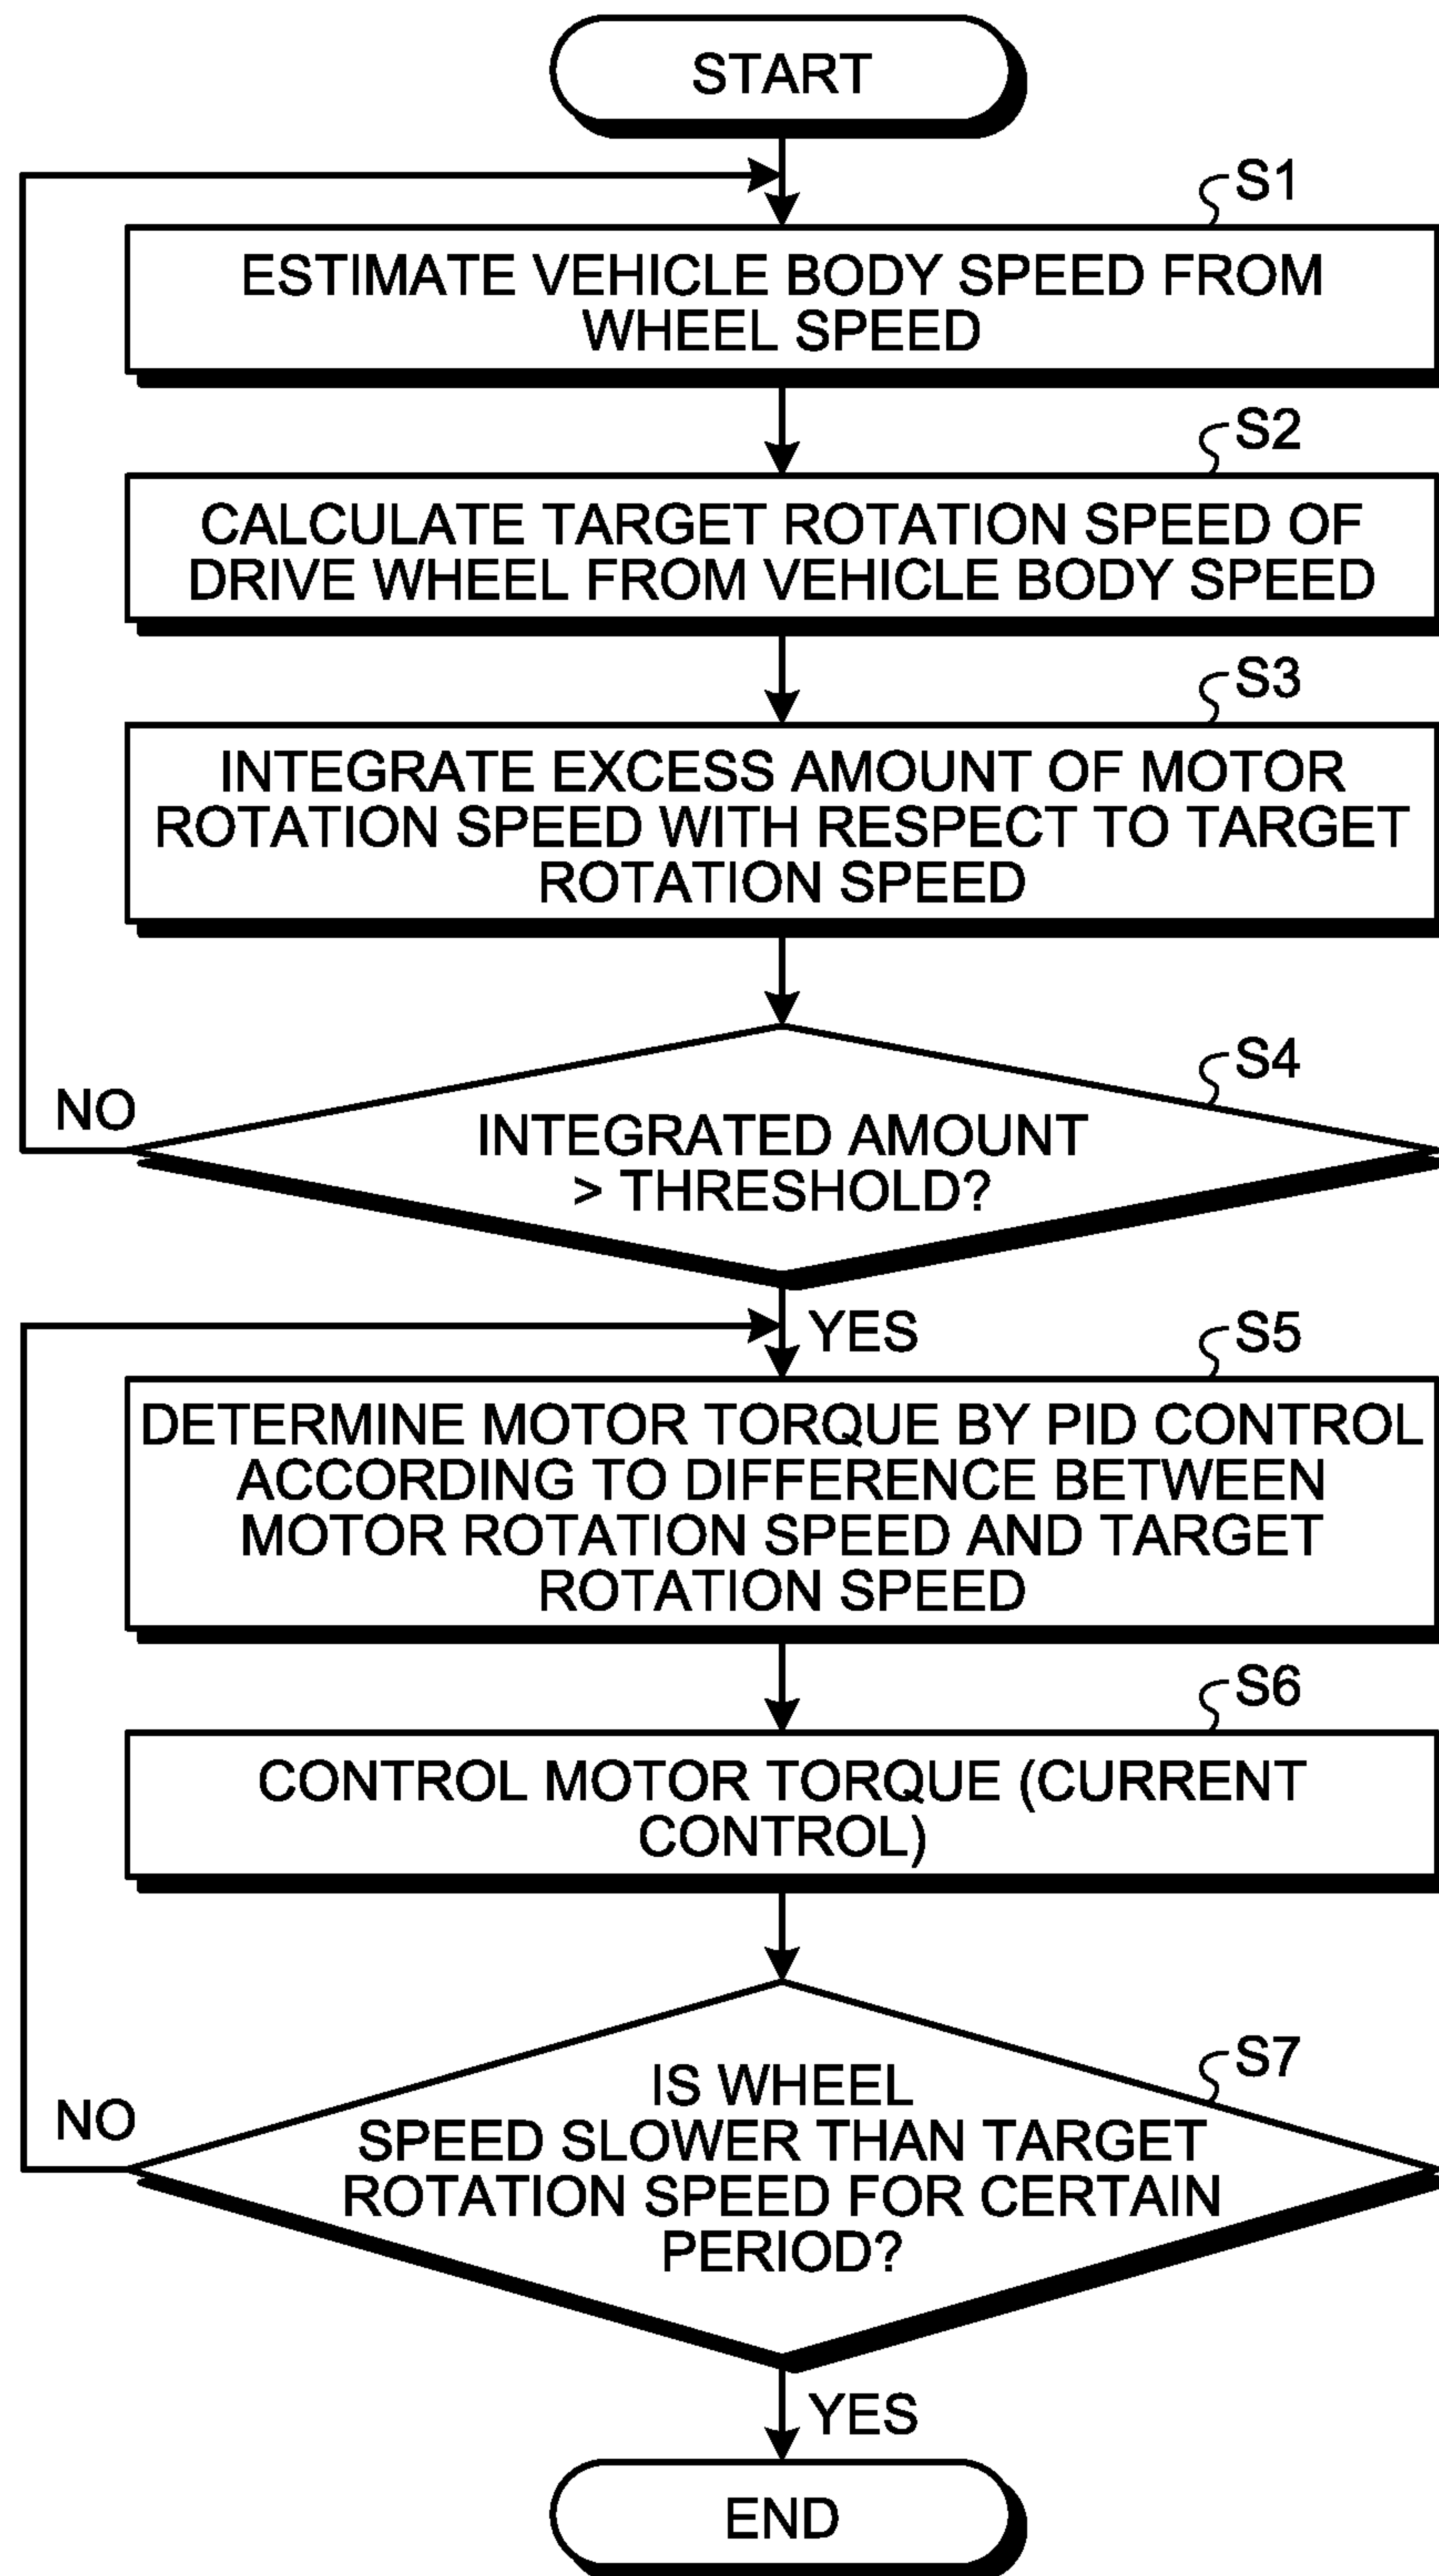 START
S1
ESTIMATE VEHICLE BODY SPEED FROM
WHEEL SPEED
S2
CALCULATE TARGET ROTATION SPEED OF
DRIVE WHEEL FROM VEHICLE BODY SPEED
S3
INTEGRATE EXCESS AMOUNT OF MOTOR
ROTATION SPEED WITH RESPECT TO TARGET
ROTATION SPEED
S4
NO
INTEGRATED AMOUNT
> THRESHOLD?
YES
S5
DETERMINE MOTOR TORQUE BY PID CONTROL
ACCORDING TO DIFFERENCE BETWEEN
MOTOR ROTATION SPEED AND TARGET
ROTATION SPEED
S6
CONTROL MOTOR TORQUE (CURRENT
CONTROL)
S7
NO
IS WHEEL
SPEED SLOWER THAN TARGET
ROTATION SPEED FOR CERTAIN
PERIOD?
YES
END